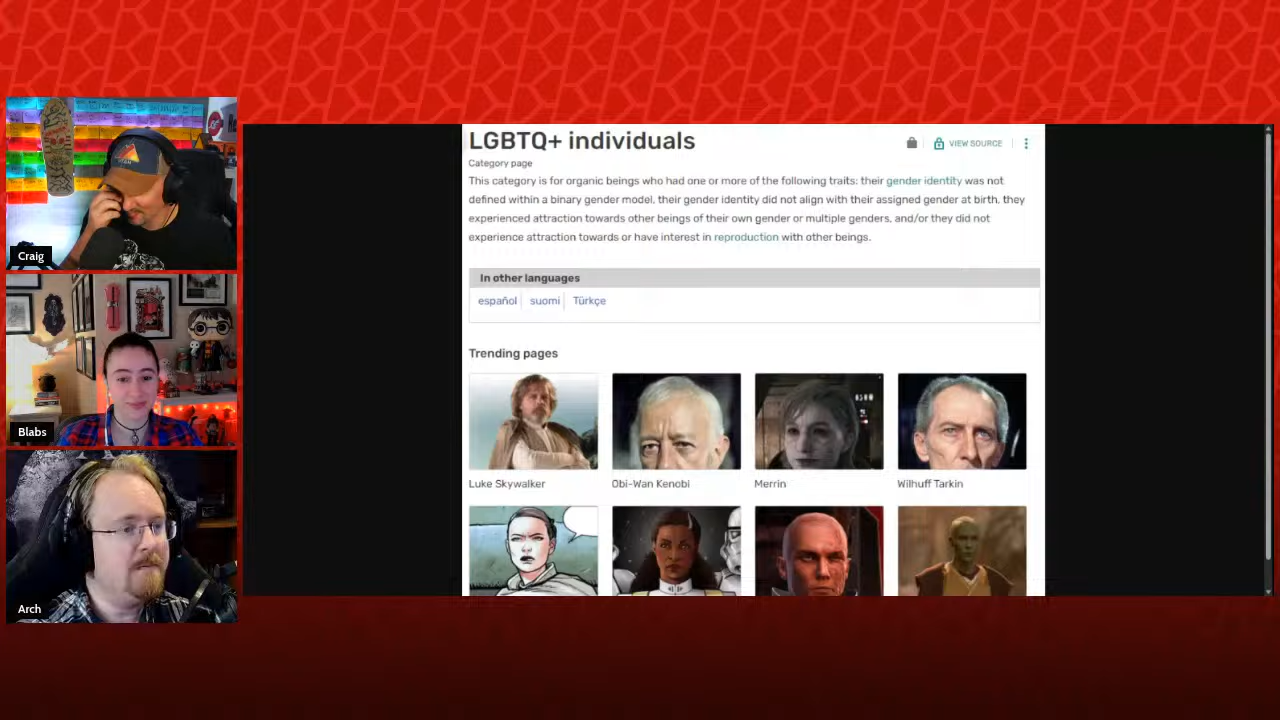 LGBTQ+ individuals
VIEW SOURCE
Category page
This category is for organic beings who had one or more of the following traits: their gender identity was not
defined within a binary gender model, their gender identity did not align with their assigned gender at birth, they
experienced attraction towards other beings of their own gender or multiple genders, and/or they did not
experience attraction towards or have interest in reproduction with other beings.
In other languages
español
suomi
Türkçe
Trending pages
Luke Skywalker
Obi-Wan Kenobi
Merrin
Wilhuff Tarkin
Craig
Blabs
Arch